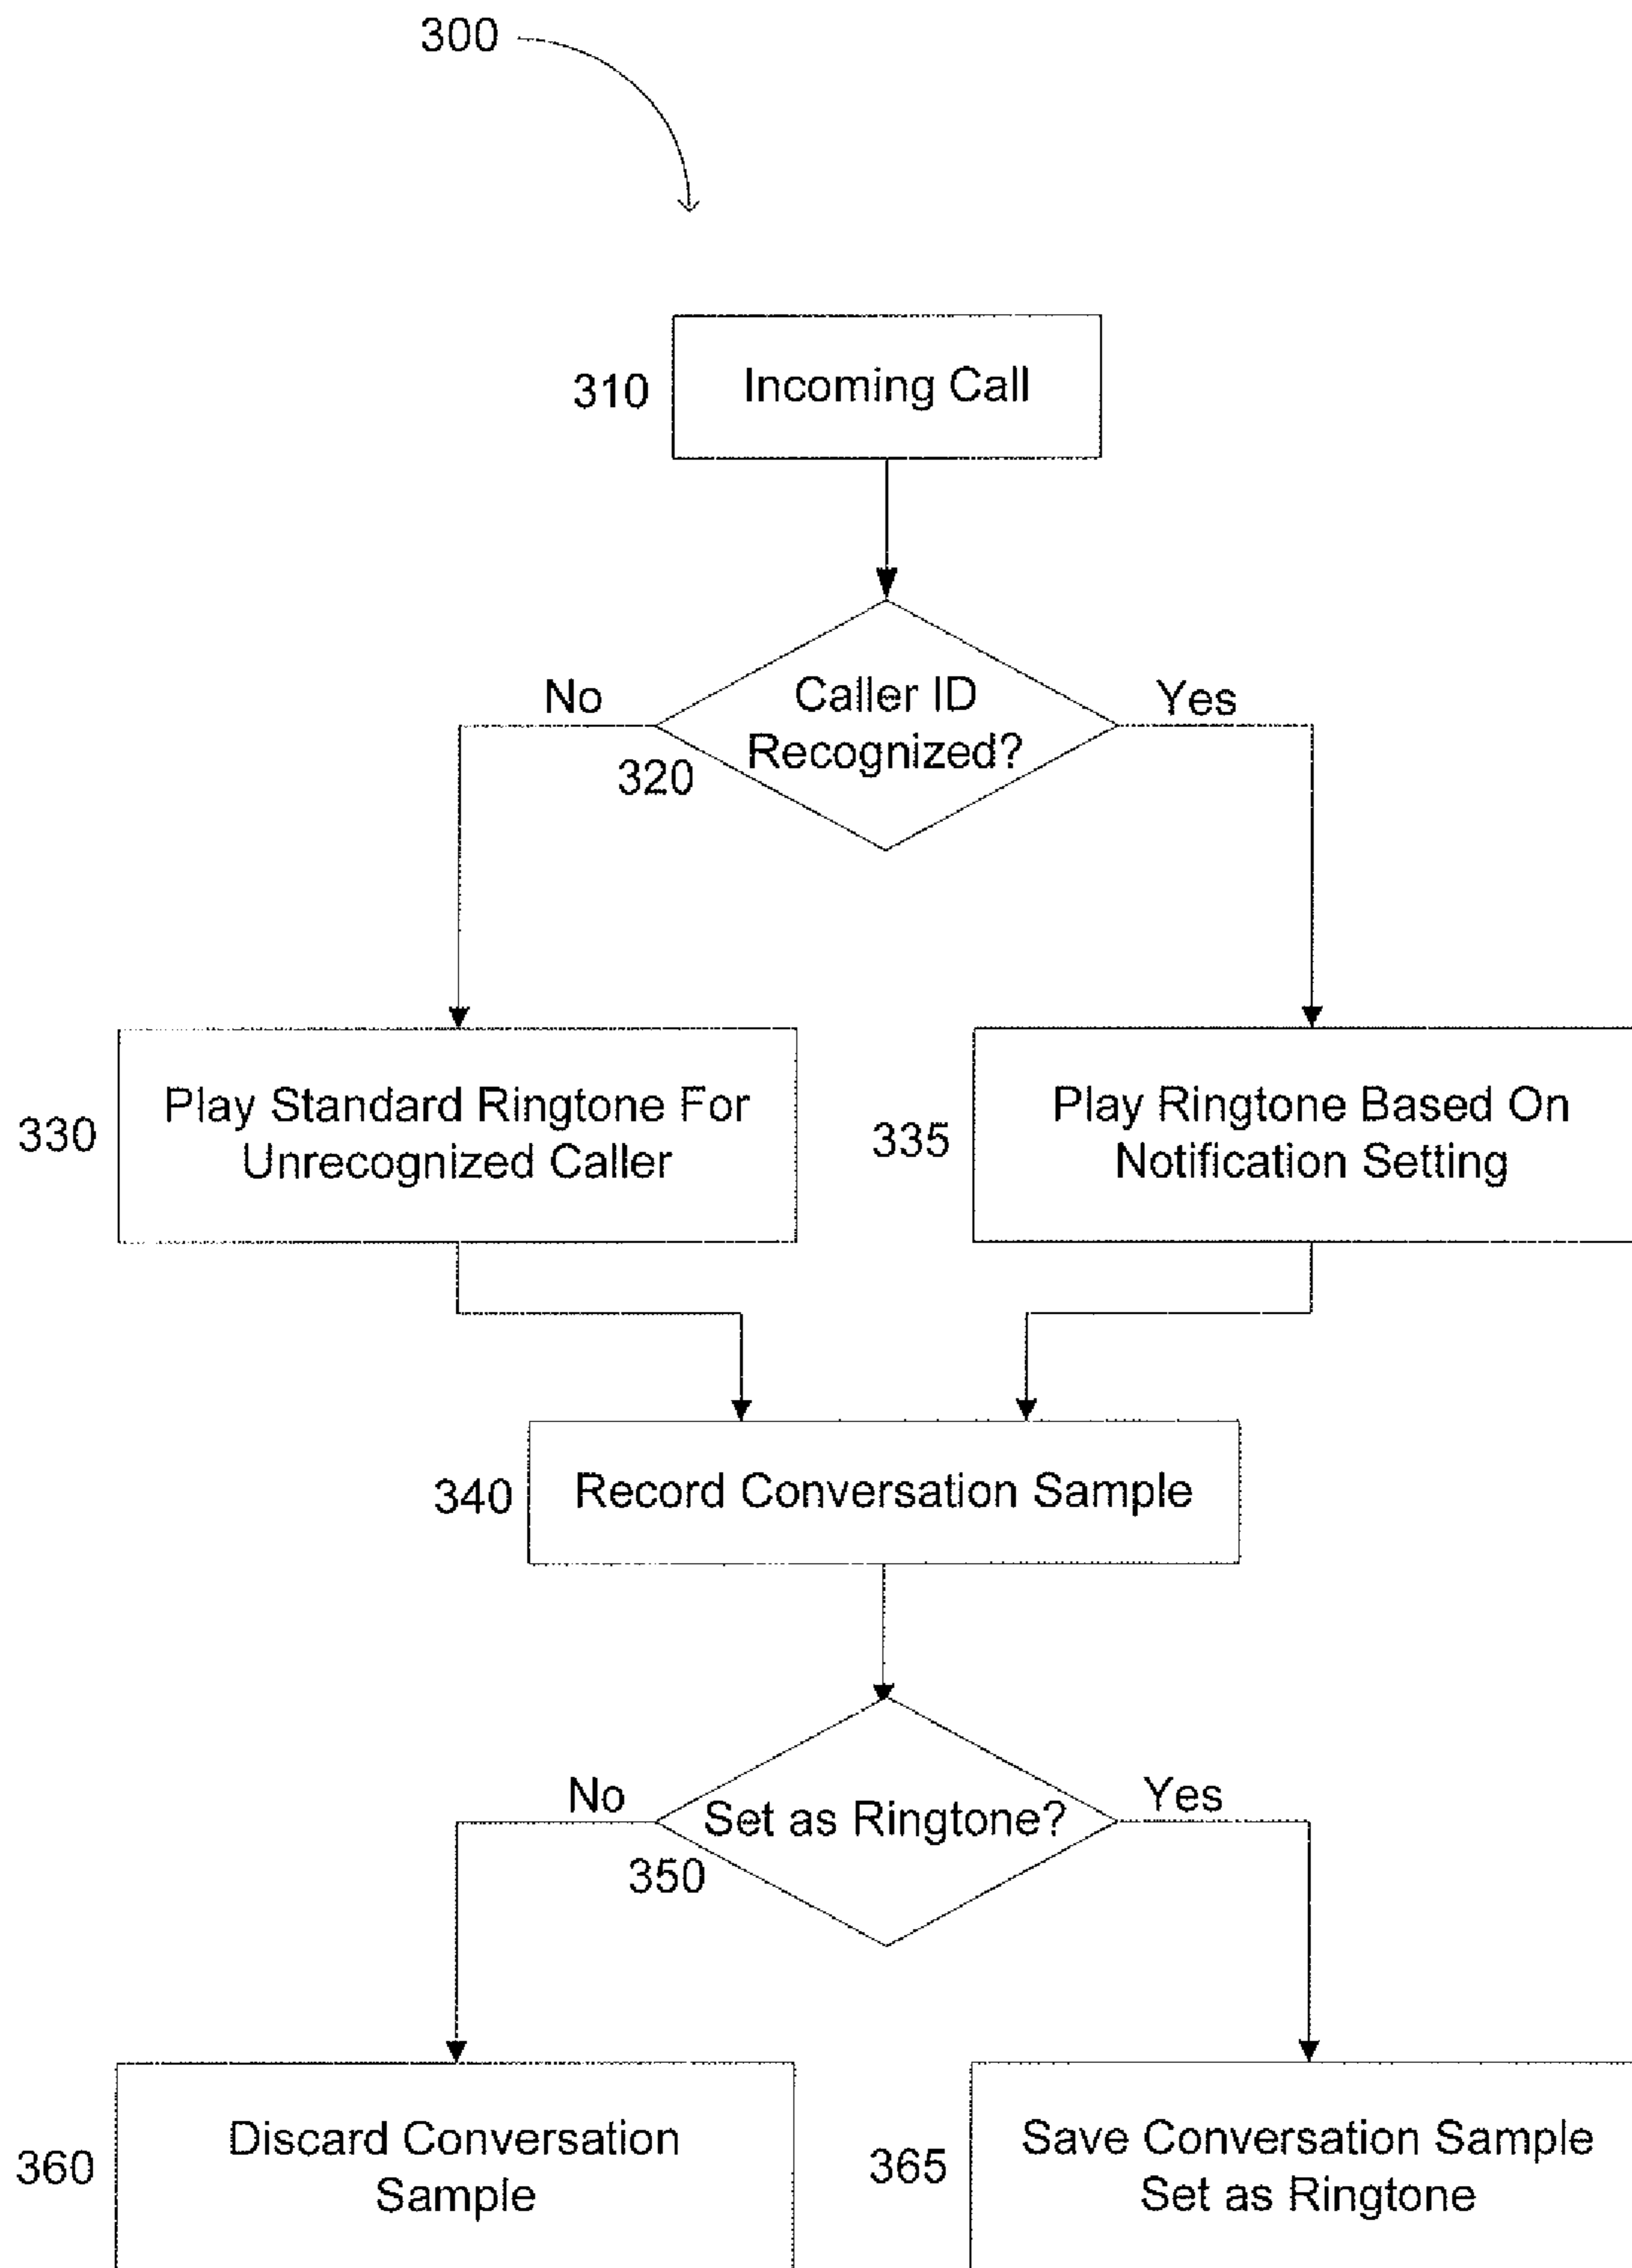 300
310
Incoming Call
No
Caller ID
Recognized?
Yes
320
330
Play Standard Ringtone For
Unrecognized Caller
335
Play Ringtone Based On
Notification Setting
340
Record Conversation Sample
No
Set as Ringtone?
Yes
350
360
Discard Conversation
Sample
365
Save Conversation Sample
Set as Ringtone